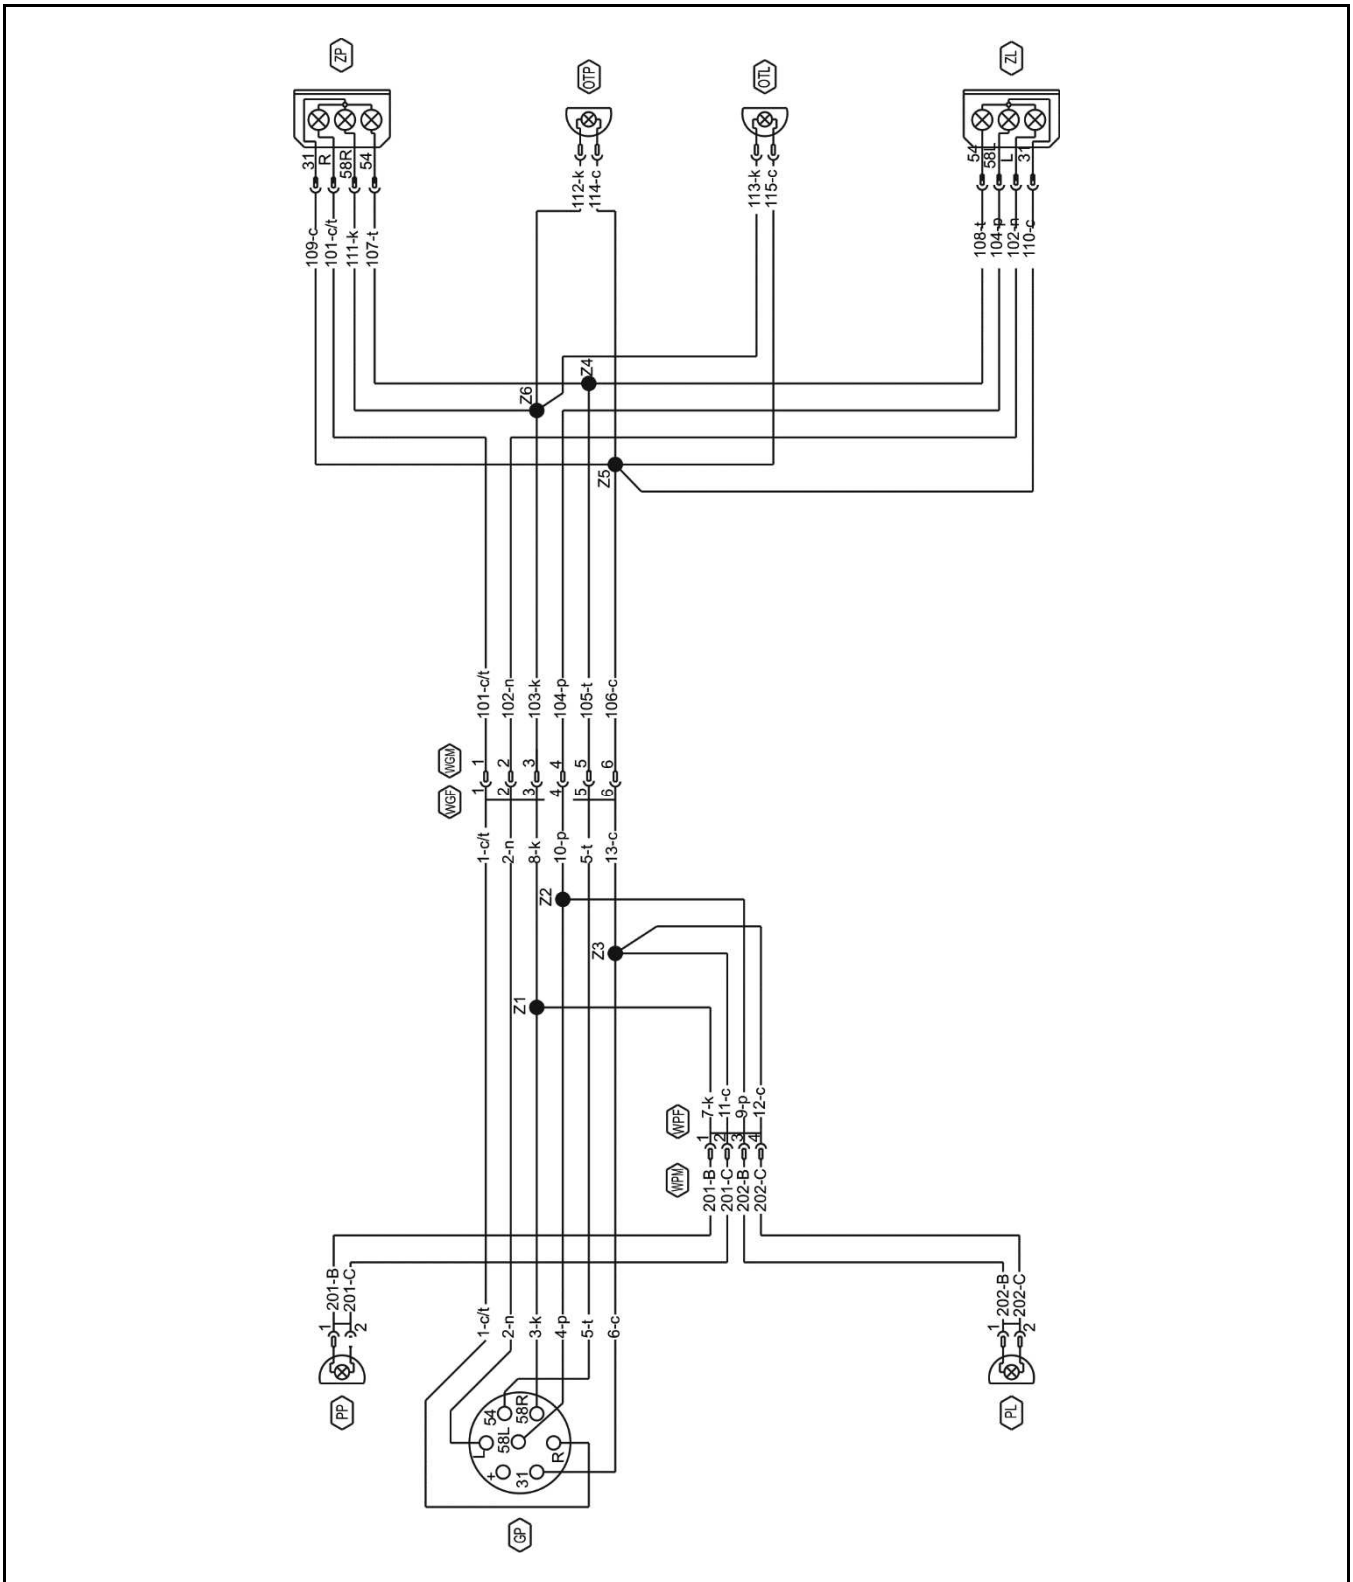 ZP
OTP
OTL
ZL
31
R
58R
54
54
58L
L
31
109-c
101-c/t
111-k
107-t
112-k
114-c
113-k
115-c
108-t
104-p
102-n
110-c
Z6
Z4
Z5
101-c/t
102-n
103-k
104-p
105-t
106-c
WGM
1
2
3
4
5
6
WGF
1
2
3
4
5
6
1-c/t
2-n
8-k
10-p
5-t
13-c
Z2
Z3
Z1
7-k
11-c
9-p
12-c
WPF
1
2
3
4
WPM
201-B
201-C
202-B
202-C
201-B
201-C
1
2
PP
202-B
202-C
1
2
PL
1-c/t
2-n
3-k
4-p
5-t
6-c
54
58R
L
58L
R
+
31
GP